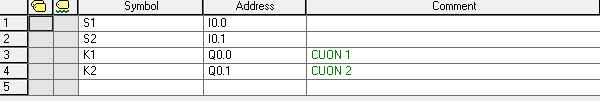 Symbol Address Comment
1 S1 I0.0
2 S2 I0.1
3 K1 Q0.0 CUON 1
4 K2 Q0.1 CUON 2
5